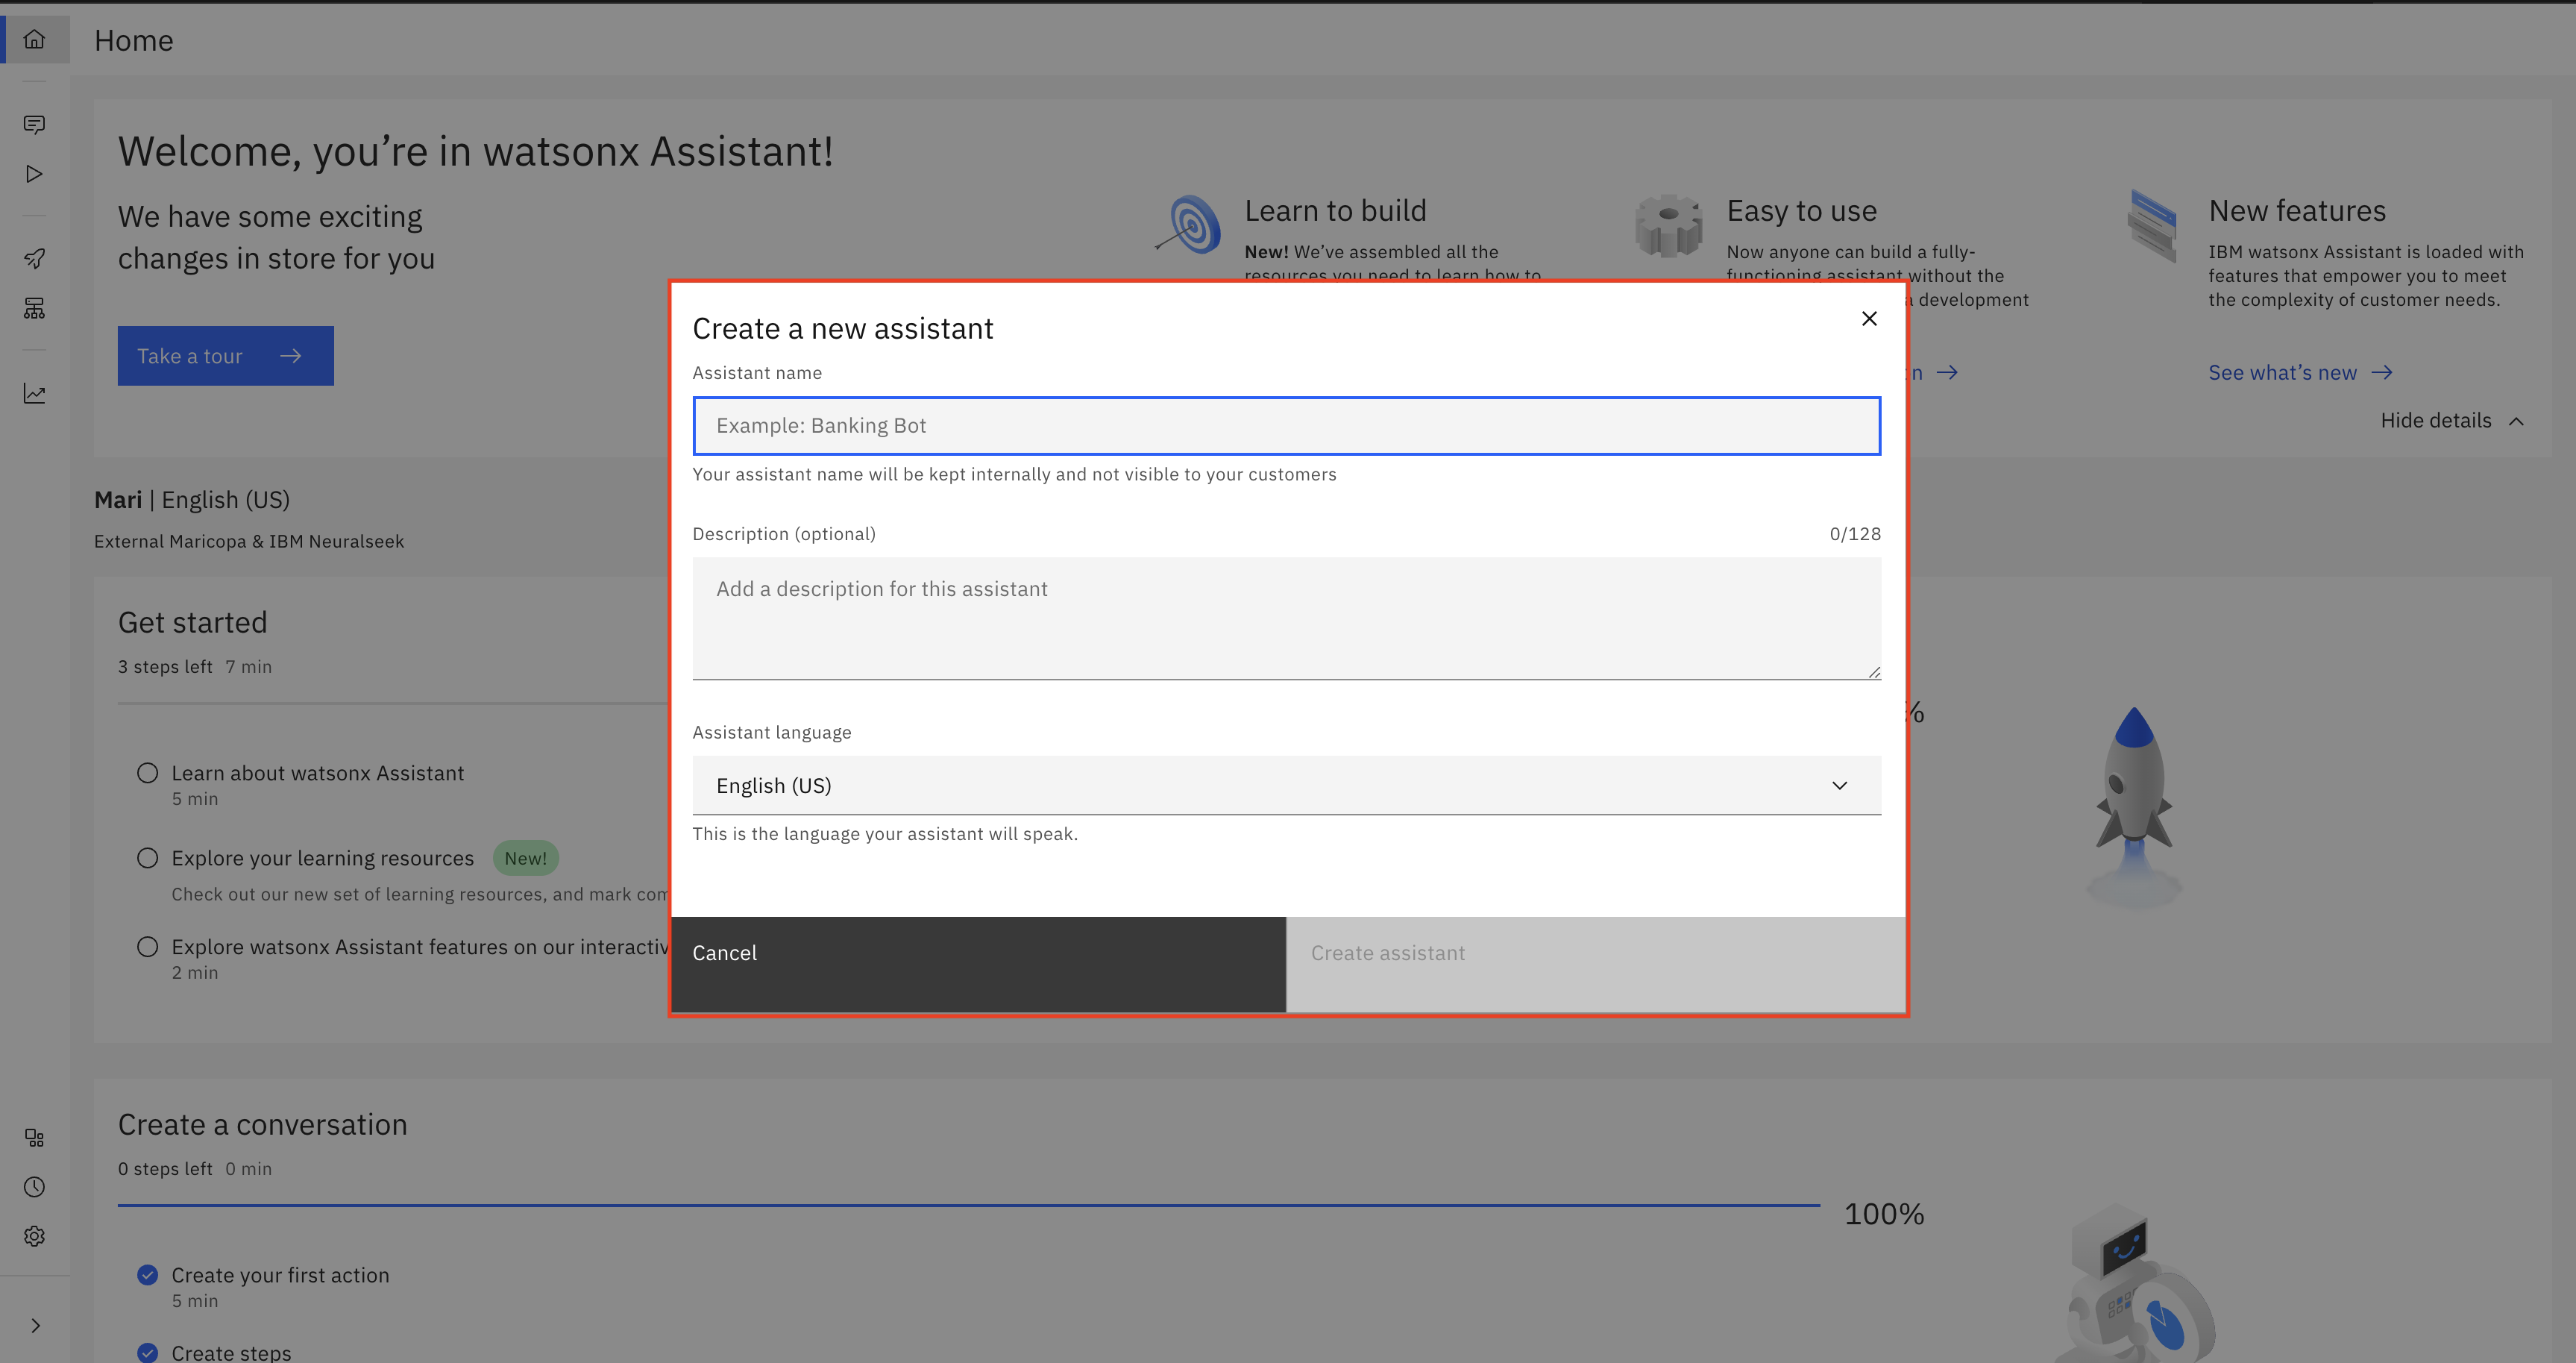 Home
Welcome, you’re in watsonx Assistant!
We have some exciting
changes in store for you
Take a tour
Learn to build
New! We’ve assembled all the
resources you need to learn how to
Easy to use
Now anyone can build a fully-
functioning assistant without the
a development
n
New features
IBM watsonx Assistant is loaded with
features that empower you to meet
the complexity of customer needs.
See what’s new
Hide details
Mari | English (US)
External Maricopa & IBM Neuralseek
Create a new assistant
Assistant name
Example: Banking Bot
Your assistant name will be kept internally and not visible to your customers
Description (optional)
0/128
Add a description for this assistant
Assistant language
English (US)
This is the language your assistant will speak.
Cancel
Create assistant
Get started
3 steps left 7 min
%
Learn about watsonx Assistant
5 min
Explore your learning resources New!
Check out our new set of learning resources, and mark com
Explore watsonx Assistant features on our interactiv
2 min
Create a conversation
0 steps left 0 min
100%
Create your first action
5 min
Create steps